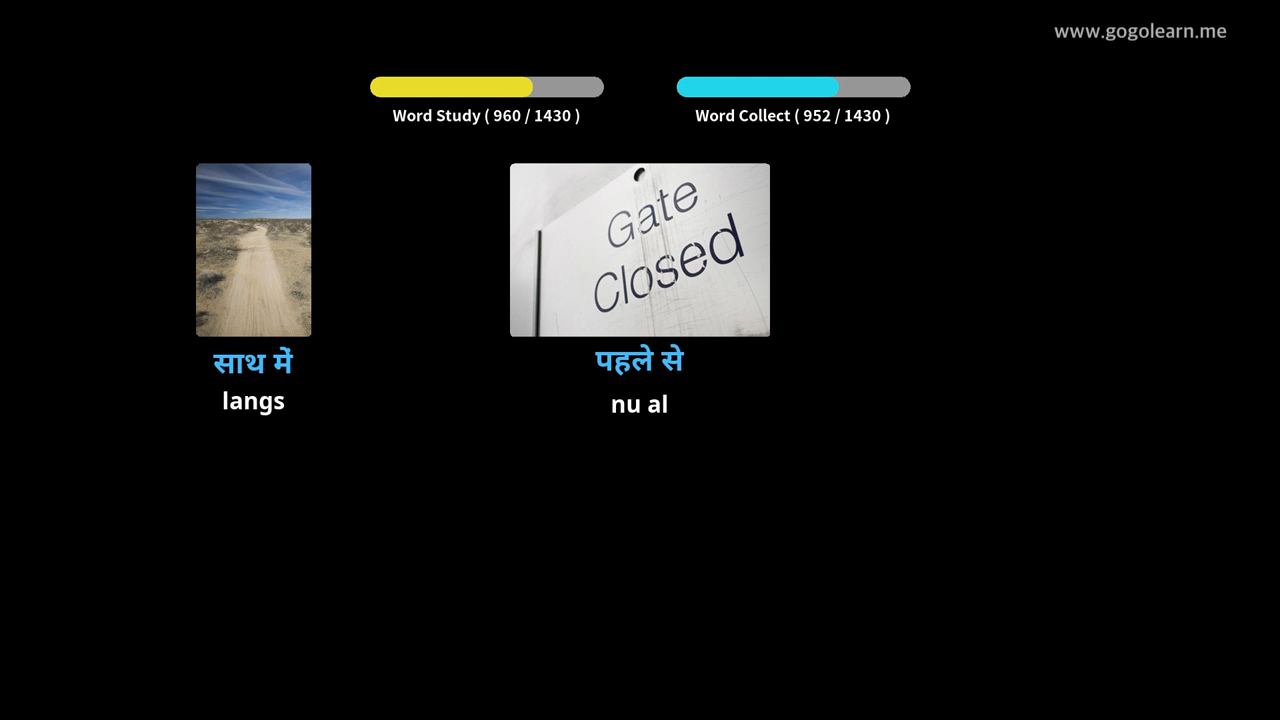 www.gogolearn.me
Word Study ( 960 / 1430 )
Word Collect ( 952 / 1430 )
Gate
Closed
साथ में
langs
पहले से
nu al